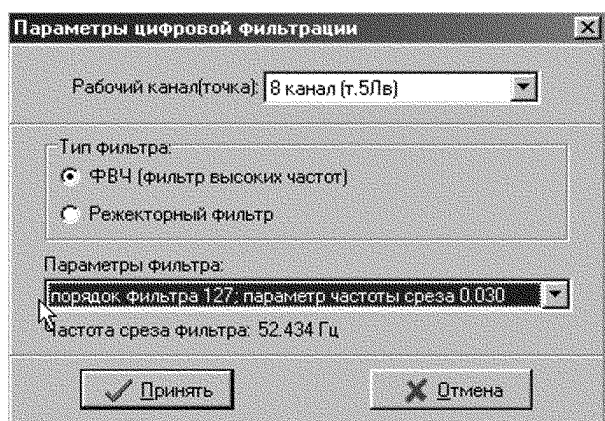 Параметры цифровой фильтрации
Рабочий канал(точка): 8 канал (т.5Лв)
Тип фильтра:
ФВЧ (фильтр высоких частот)
Режекторный фильтр
Параметры фильтра:
порядок фильтра 127; параметр частоты среза 0.030
Частота среза фильтра: 52.434 Гц
Принять Отмена